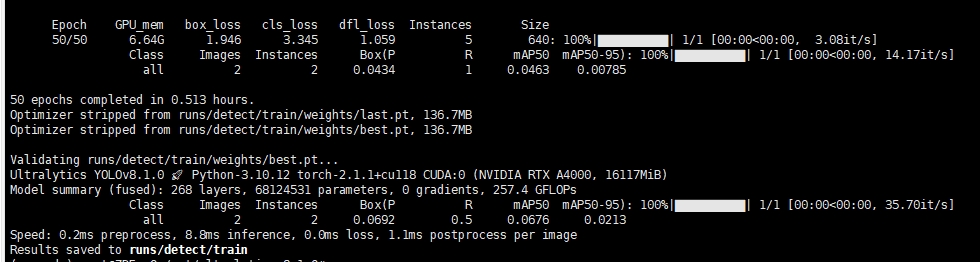 Epoch    GPU_mem   box_loss   cls_loss   dfl_loss  Instances       Size
50/50      6.64G      1.946      3.345      1.059          5        640: 100%|██████████| 1/1 [00:00<00:00,  3.08it/s]
Class     Images  Instances      Box(P          R      mAP50  mAP50-95): 100%|██████████| 1/1 [00:00<00:00, 14.17it/s]
all          2          2     0.0434          1     0.0463    0.00785
50 epochs completed in 0.513 hours.
Optimizer stripped from runs/detect/train/weights/last.pt, 136.7MB
Optimizer stripped from runs/detect/train/weights/best.pt, 136.7MB
Validating runs/detect/train/weights/best.pt...
Ultralytics YOLOv8.1.0 🚀 Python-3.10.12 torch-2.1.1+cu118 CUDA:0 (NVIDIA RTX A4000, 16117MiB)
Model summary (fused): 268 layers, 68124531 parameters, 0 gradients, 257.4 GFLOPs
Class     Images  Instances      Box(P          R      mAP50  mAP50-95): 100%|██████████| 1/1 [00:00<00:00, 35.70it/s]
all          2          2     0.0692        0.5     0.0676     0.0213
Speed: 0.2ms preprocess, 8.8ms inference, 0.0ms loss, 1.1ms postprocess per image
Results saved to runs/detect/train